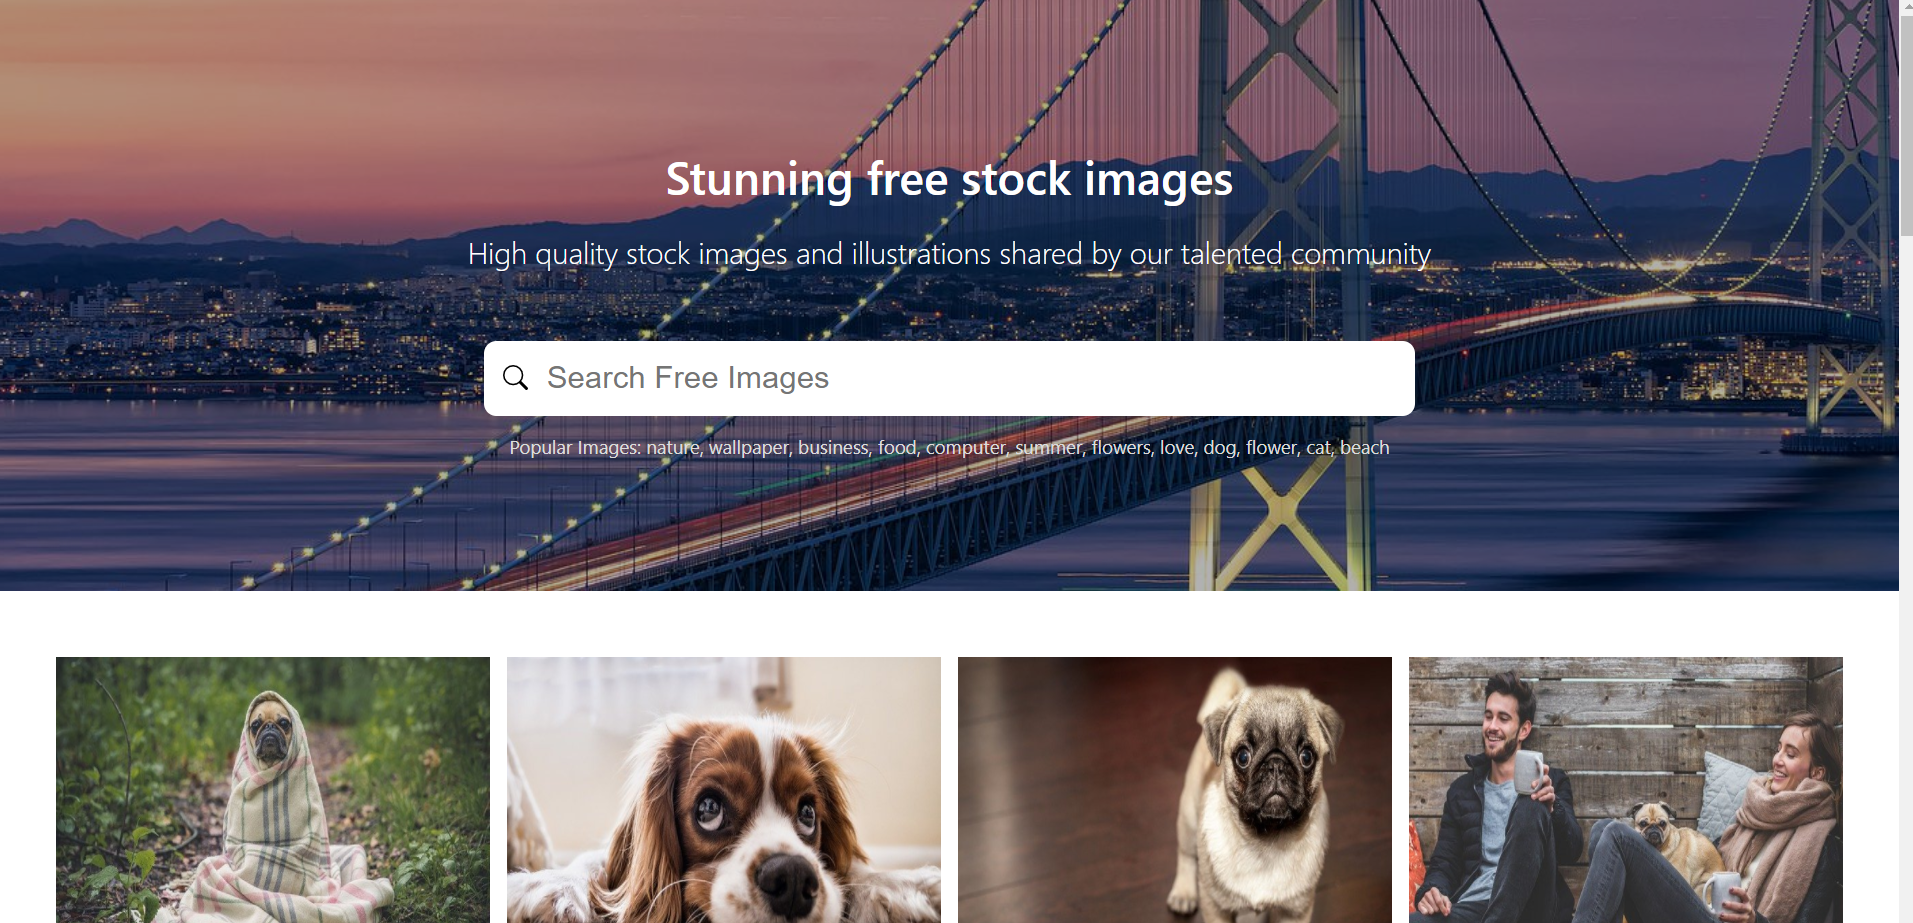 Stunning free stock images
High quality stock images and illustrations shared by our talented community
Search Free Images
Popular Images: nature, wallpaper, business, food, computer, summer, flowers, love, dog, flower, cat, beach